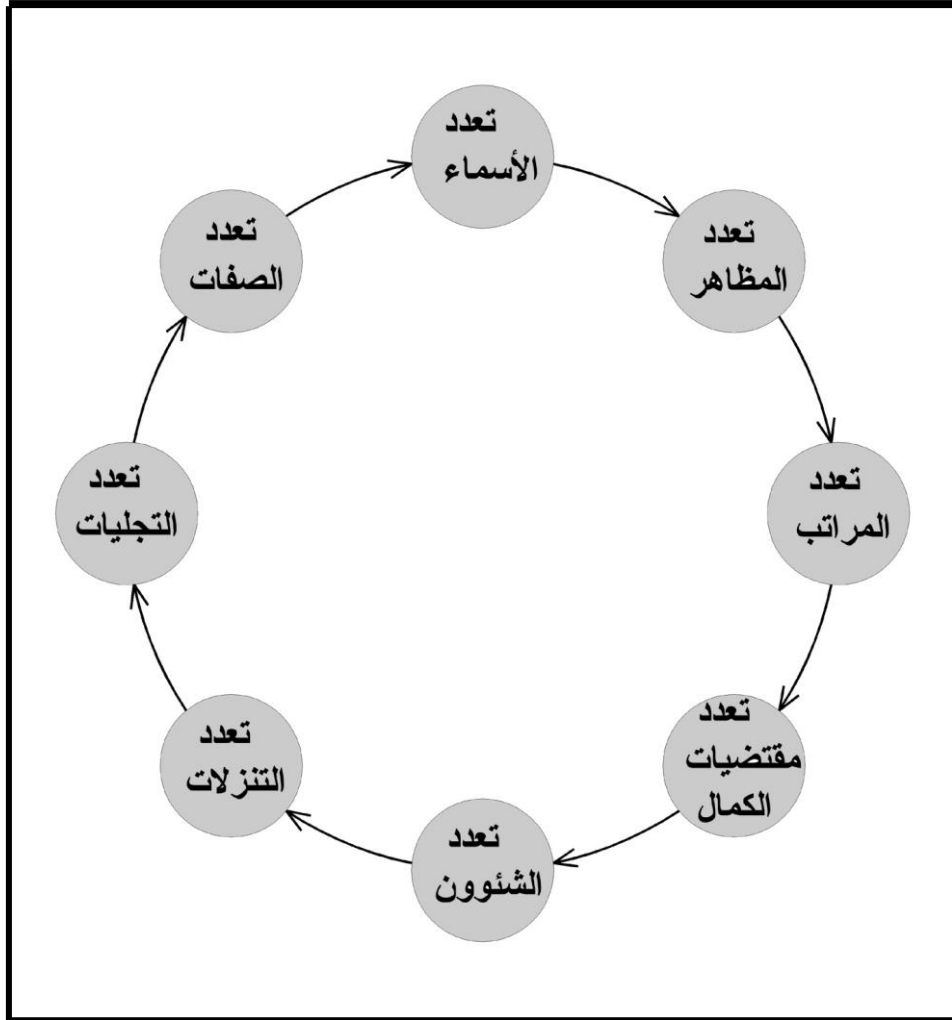 تعدد
الأسماء
تعدد
المظاهر
تعدد
المراتب
تعدد
مقتضيات
الكمال
تعدد
الشئوون
تعدد
التنزلات
تعدد
التجليات
تعدد
الصفات